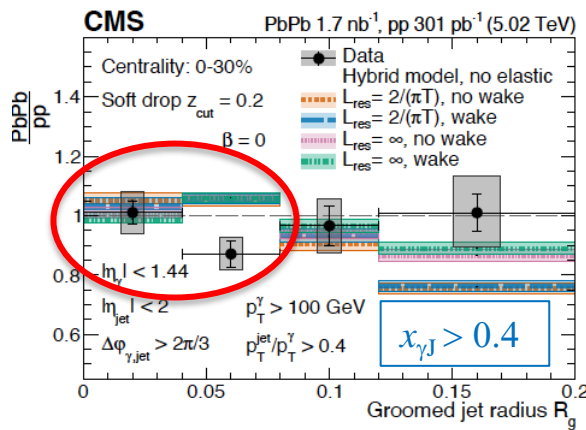 CMS PbPb 1.7 nb⁻¹, pp 301 pb⁻¹ (5.02 TeV)
Centrality: 0-30%
Soft drop z_cut = 0.2
β = 0
Data
Hybrid model, no elastic
L_res = 2/(πT), no wake
L_res = 2/(πT), wake
L_res = ∞, no wake
L_res = ∞, wake
PbPb
pp
1.4
1.2
1
0.8
0.6
|η_γ| < 1.44
|η_jet| < 2
Δφ_γ,jet > 2π/3
p_T^γ > 100 GeV
p_T^jet/p_T^γ > 0.4
x_γJ > 0.4
0 0.05 0.1 0.15 0.2
Groomed jet radius R_g